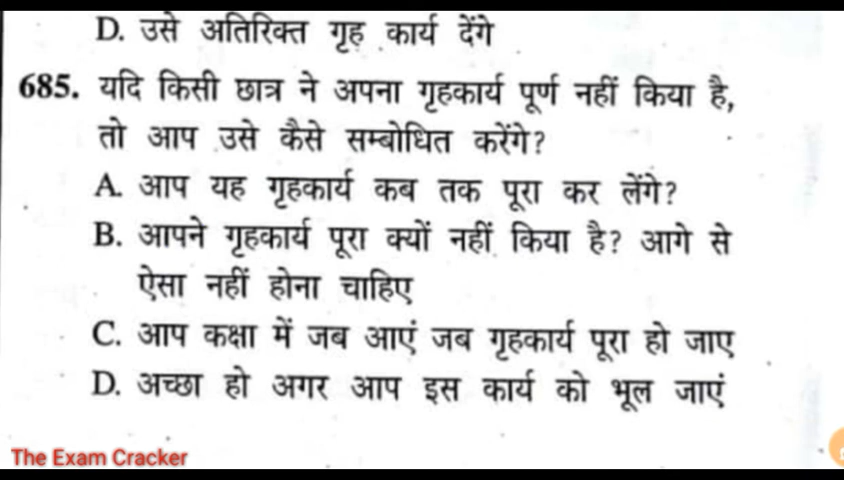 D. उसे अतिरिक्त गृह कार्य देंगे
685. यदि किसी छात्र ने अपना गृहकार्य पूर्ण नहीं किया है,
तो आप उसे कैसे सम्बोधित करेंगे?
A. आप यह गृहकार्य कब तक पूरा कर लेंगे?
B. आपने गृहकार्य पूरा क्यों नहीं किया है? आगे से
ऐसा नहीं होना चाहिए
C. आप कक्षा में जब आएं जब गृहकार्य पूरा हो जाए
D. अच्छा हो अगर आप इस कार्य को भूल जाएं
The Exam Cracker